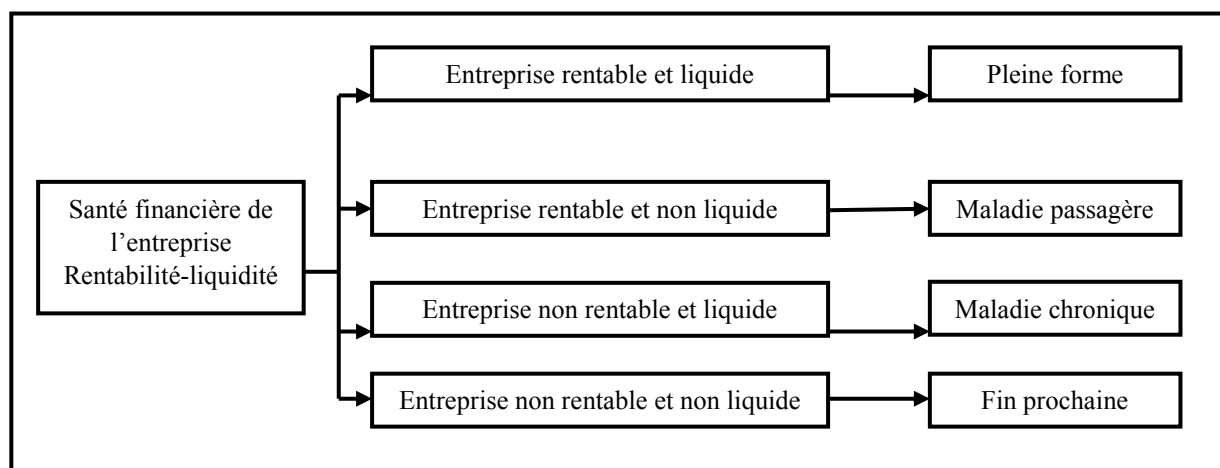 Entreprise rentable et liquide
Pleine forme
Santé financière de
l’entreprise
Rentabilité-liquidité
Entreprise rentable et non liquide
Maladie passagère
Entreprise non rentable et liquide
Maladie chronique
Entreprise non rentable et non liquide
Fin prochaine